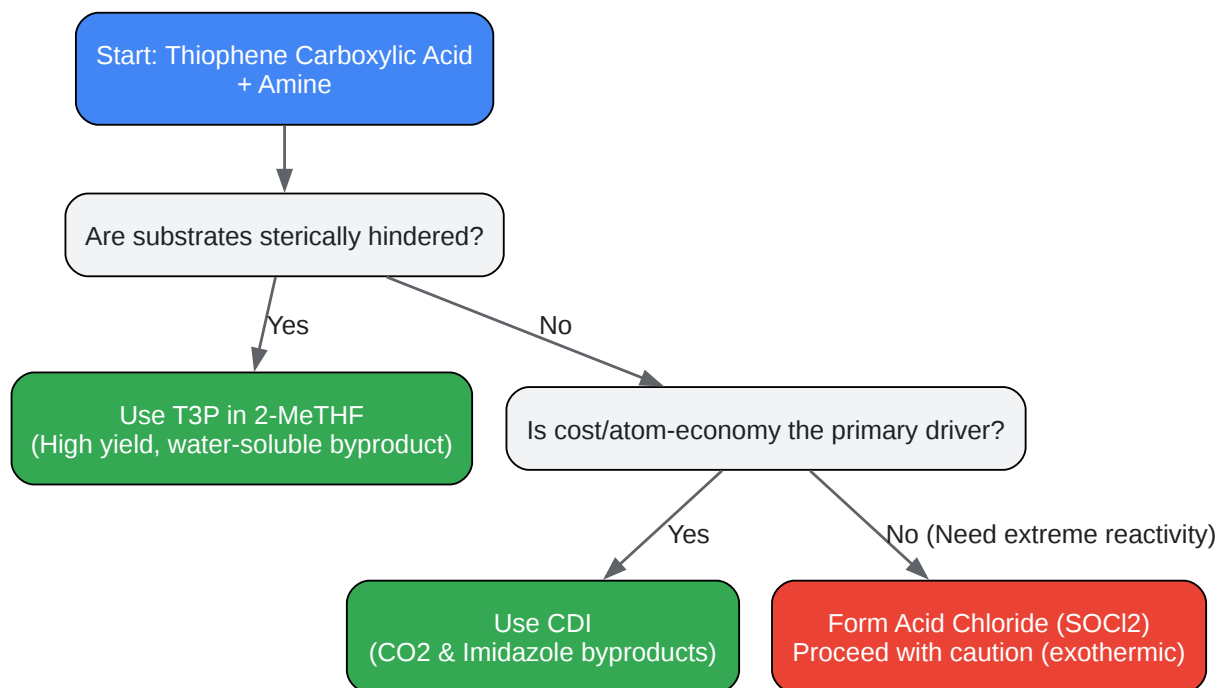 Start: Thiophene Carboxylic Acid
+ Amine
Are substrates sterically hindered?
Yes
No
Use T3P in 2-MeTHF
(High yield, water-soluble byproduct)
Is cost/atom-economy the primary driver?
Yes
No (Need extreme reactivity)
Use CDI
(CO2 & Imidazole byproducts)
Form Acid Chloride (SOCl2)
Proceed with caution (exothermic)